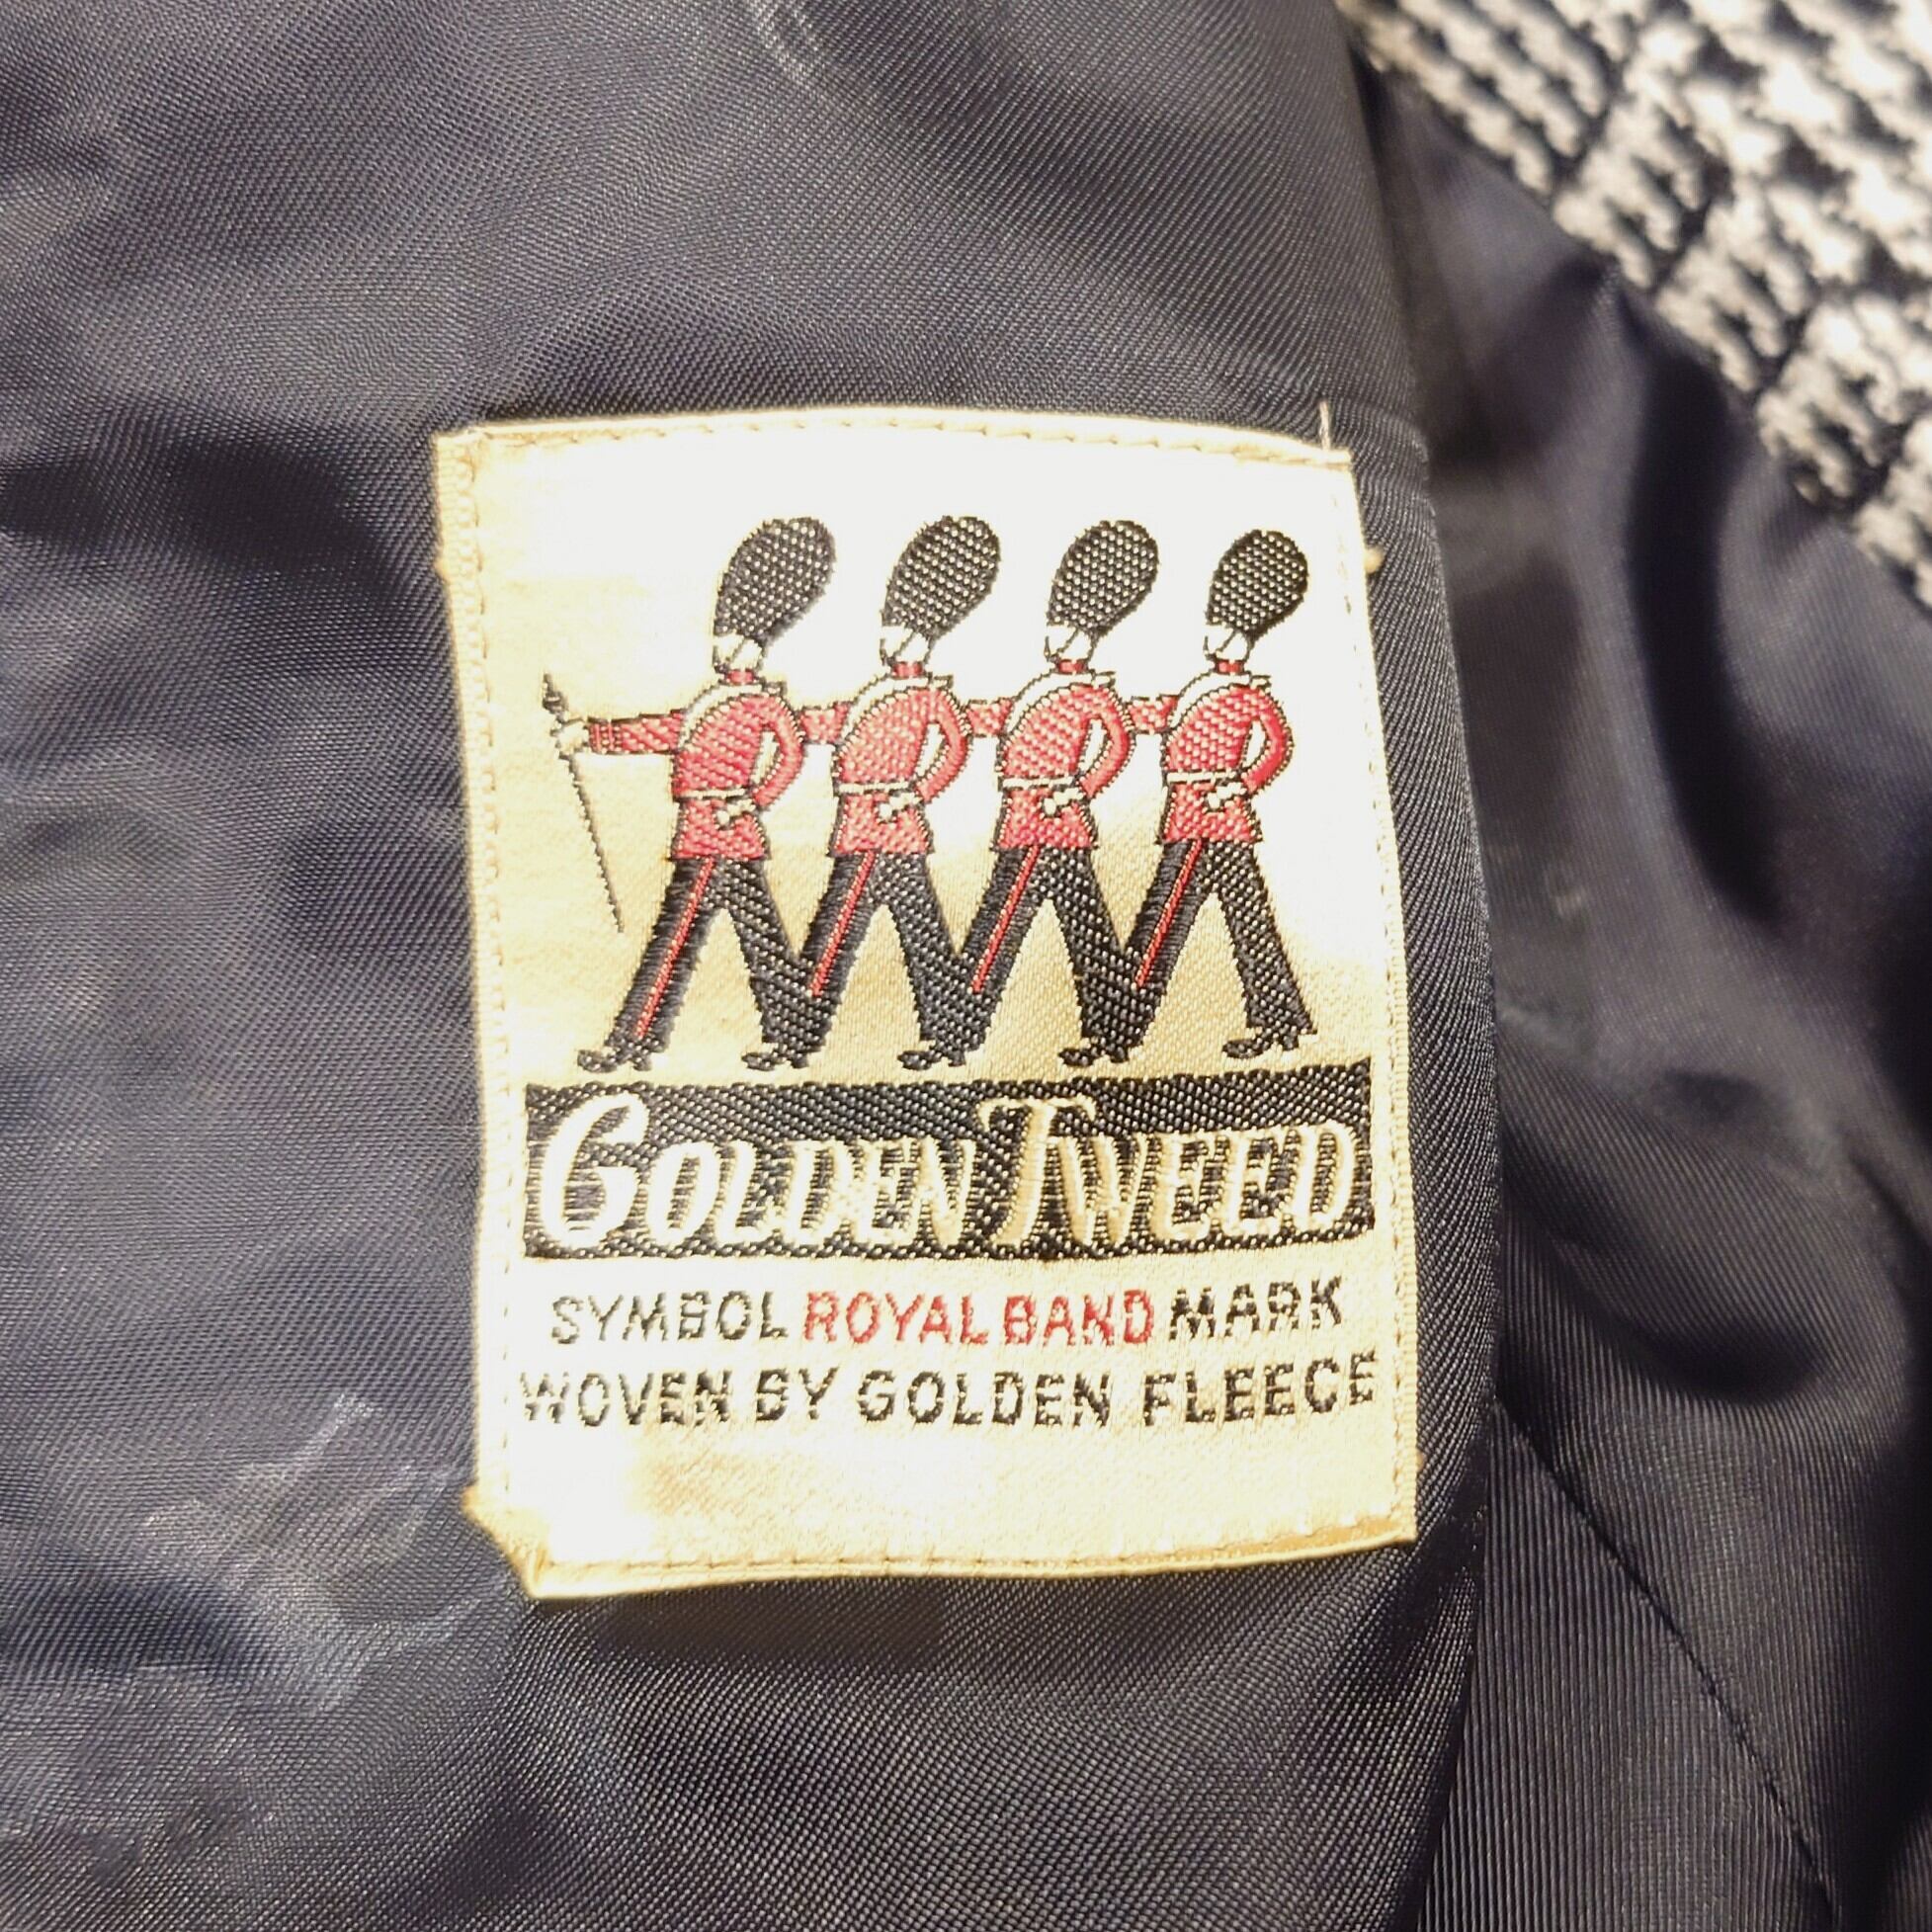 GOLDEN TWEED
SYMBOL ROYAL BAND MARK
WOVEN BY GOLDEN FLEECE